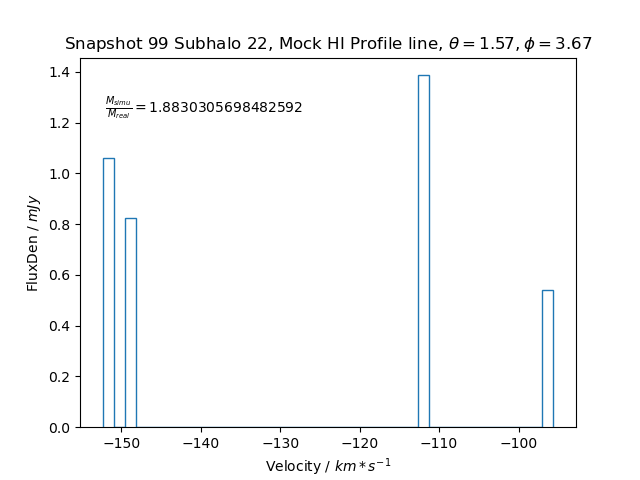 Snapshot 99 Subhalo 22, Mock HI Profile line, θ = 1.57, ϕ = 3.67
M_simu/M_real = 1.8830305698482592
FluxDen / mJy
1.4
1.2
1.0
0.8
0.6
0.4
0.2
0.0
−150 −140 −130 −120 −110 −100
Velocity / km * s⁻¹